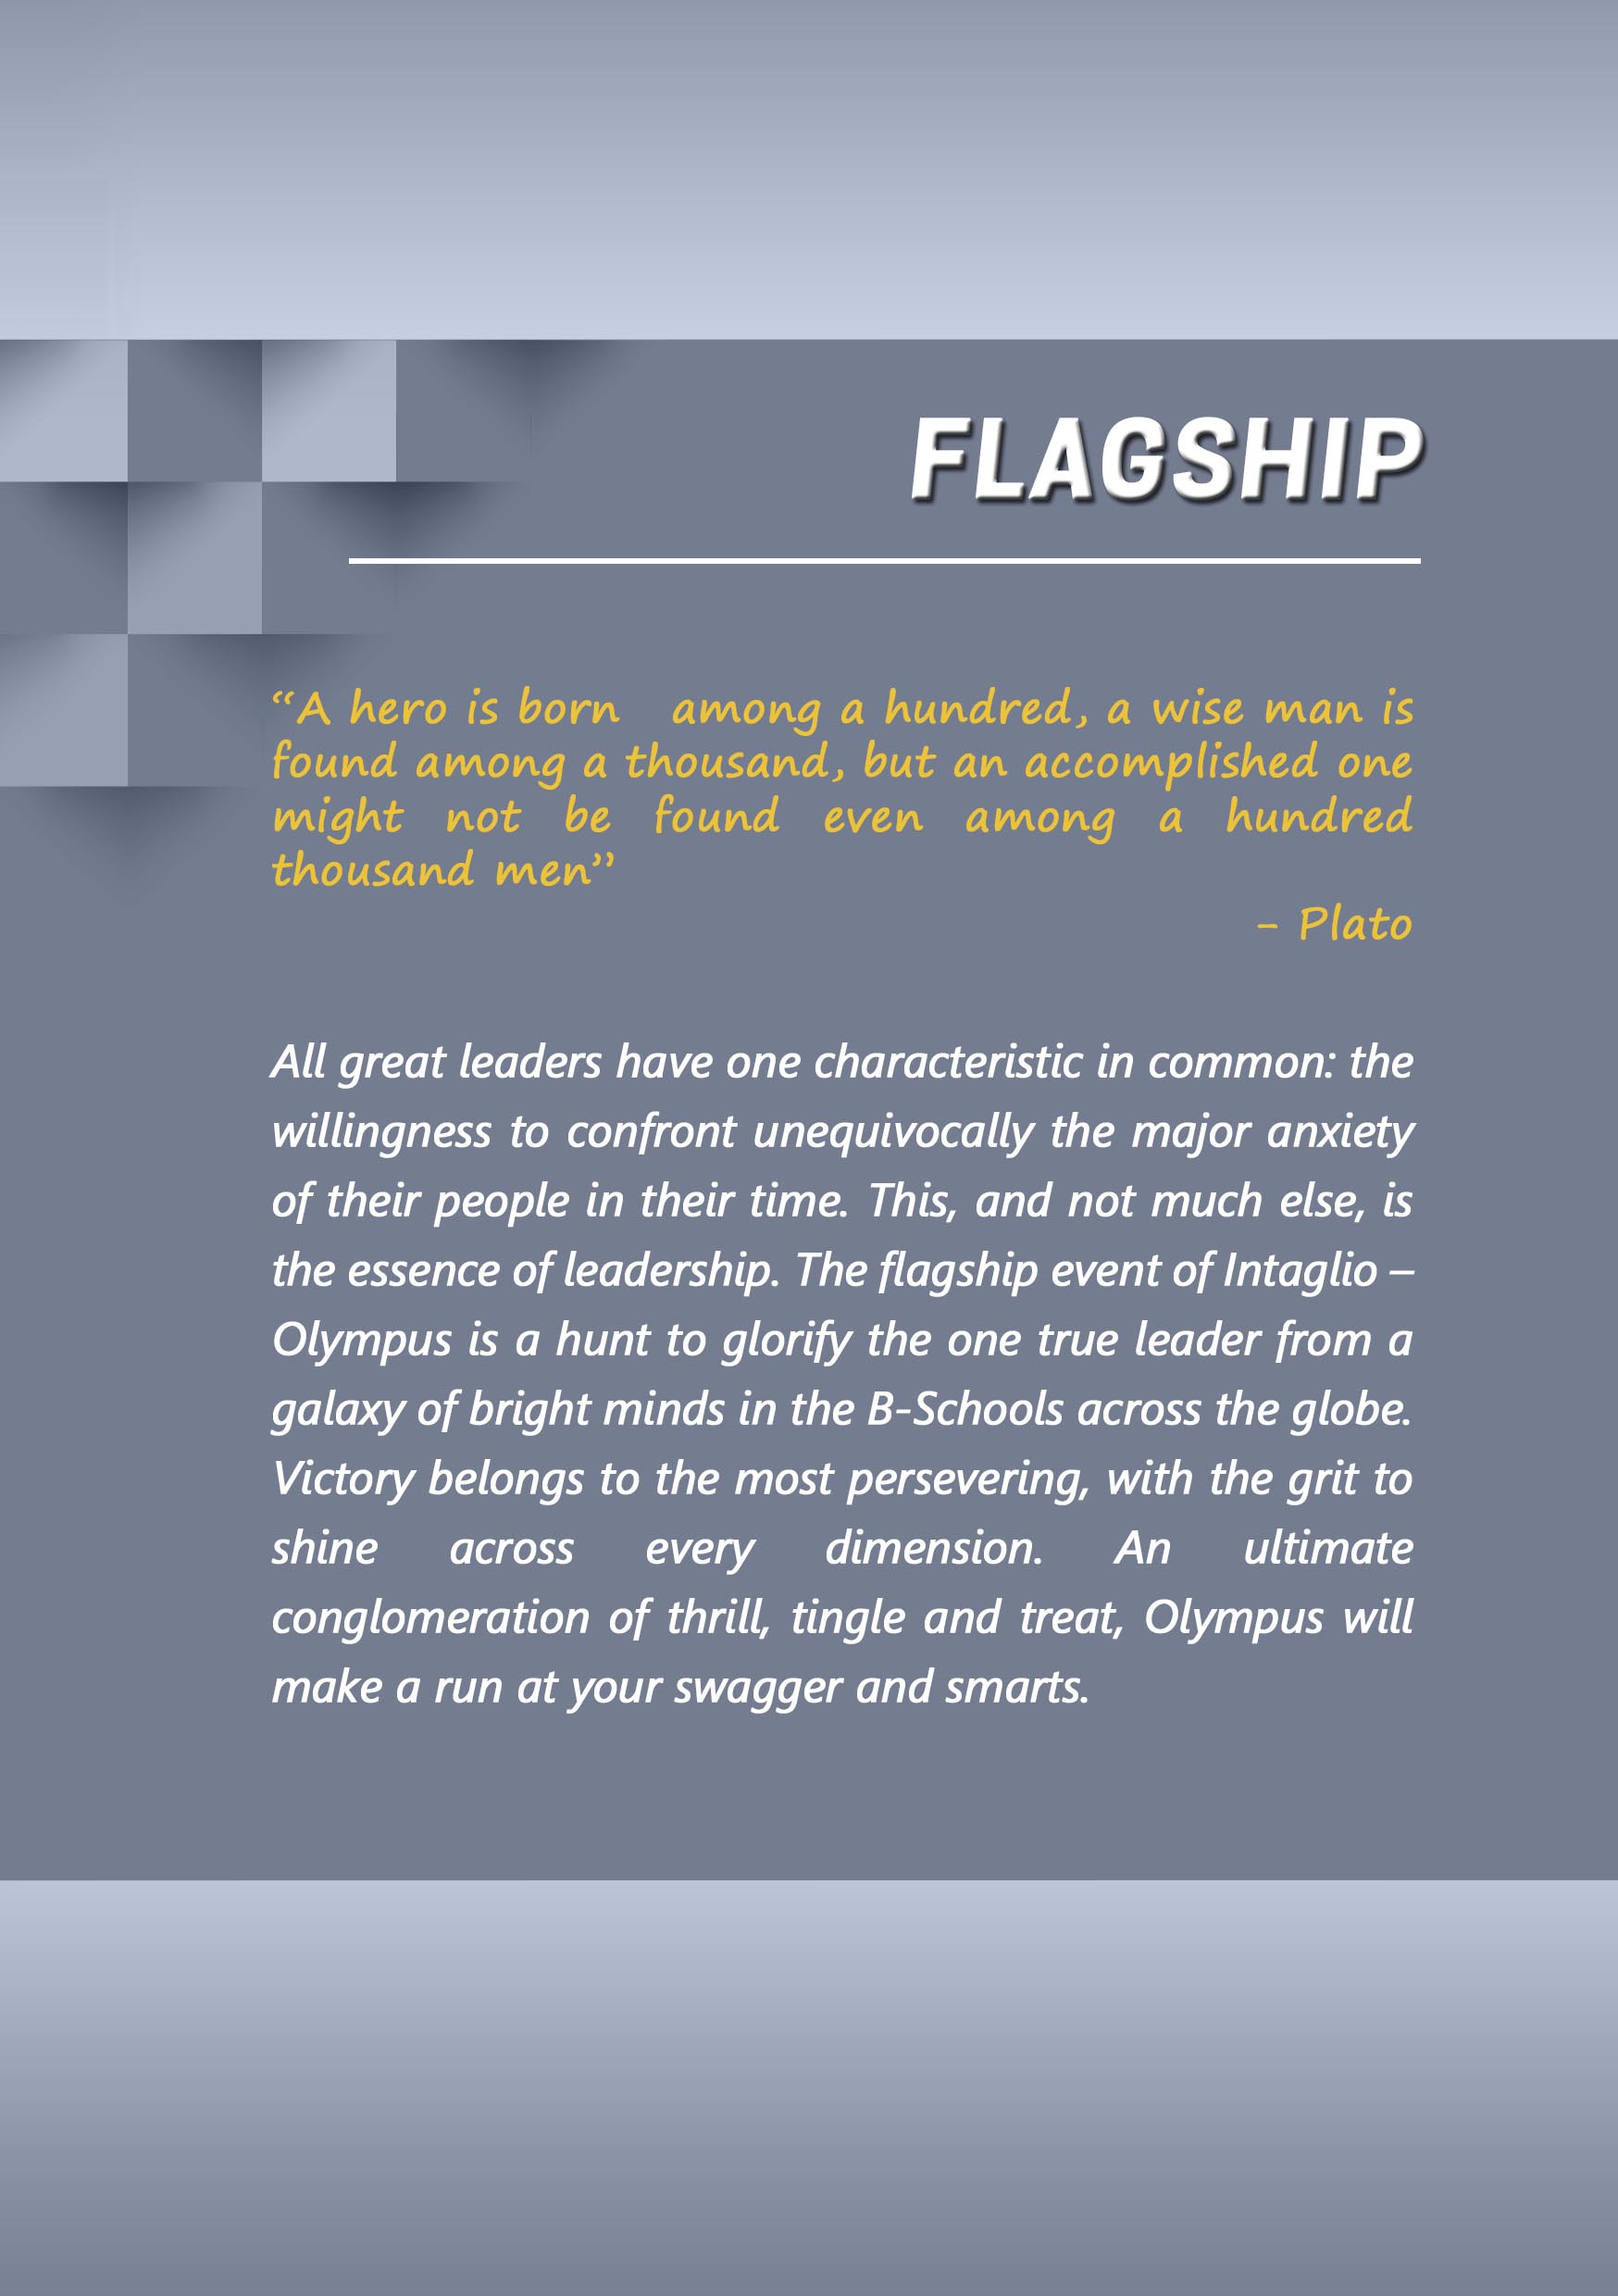 FLAGSHIP
“A hero is born among a hundred, a wise man is
found among a thousand, but an accomplished one
might not be found even among a hundred
thousand men”
- Plato
All great leaders have one characteristic in common: the
willingness to confront unequivocally the major anxiety
of their people in their time. This, and not much else, is
the essence of leadership. The flagship event of Intaglio –
Olympus is a hunt to glorify the one true leader from a
galaxy of bright minds in the B-Schools across the globe.
Victory belongs to the most persevering, with the grit to
shine across every dimension. An ultimate
conglomeration of thrill, tingle and treat, Olympus will
make a run at your swagger and smarts.